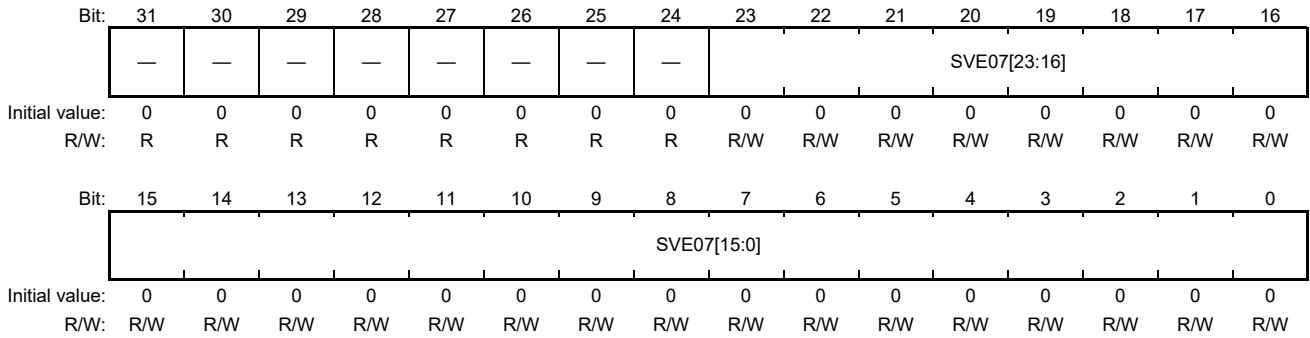 Bit: 31 30 29 28 27 26 25 24 23 22 21 20 19 18 17 16
— — — — — — — — SVE07[23:16]
Initial value: 0 0 0 0 0 0 0 0 0 0 0 0 0 0 0 0
R/W: R R R R R R R R R/W R/W R/W R/W R/W R/W R/W R/W
Bit: 15 14 13 12 11 10 9 8 7 6 5 4 3 2 1 0
SVE07[15:0]
Initial value: 0 0 0 0 0 0 0 0 0 0 0 0 0 0 0 0
R/W: R/W R/W R/W R/W R/W R/W R/W R/W R/W R/W R/W R/W R/W R/W R/W R/W